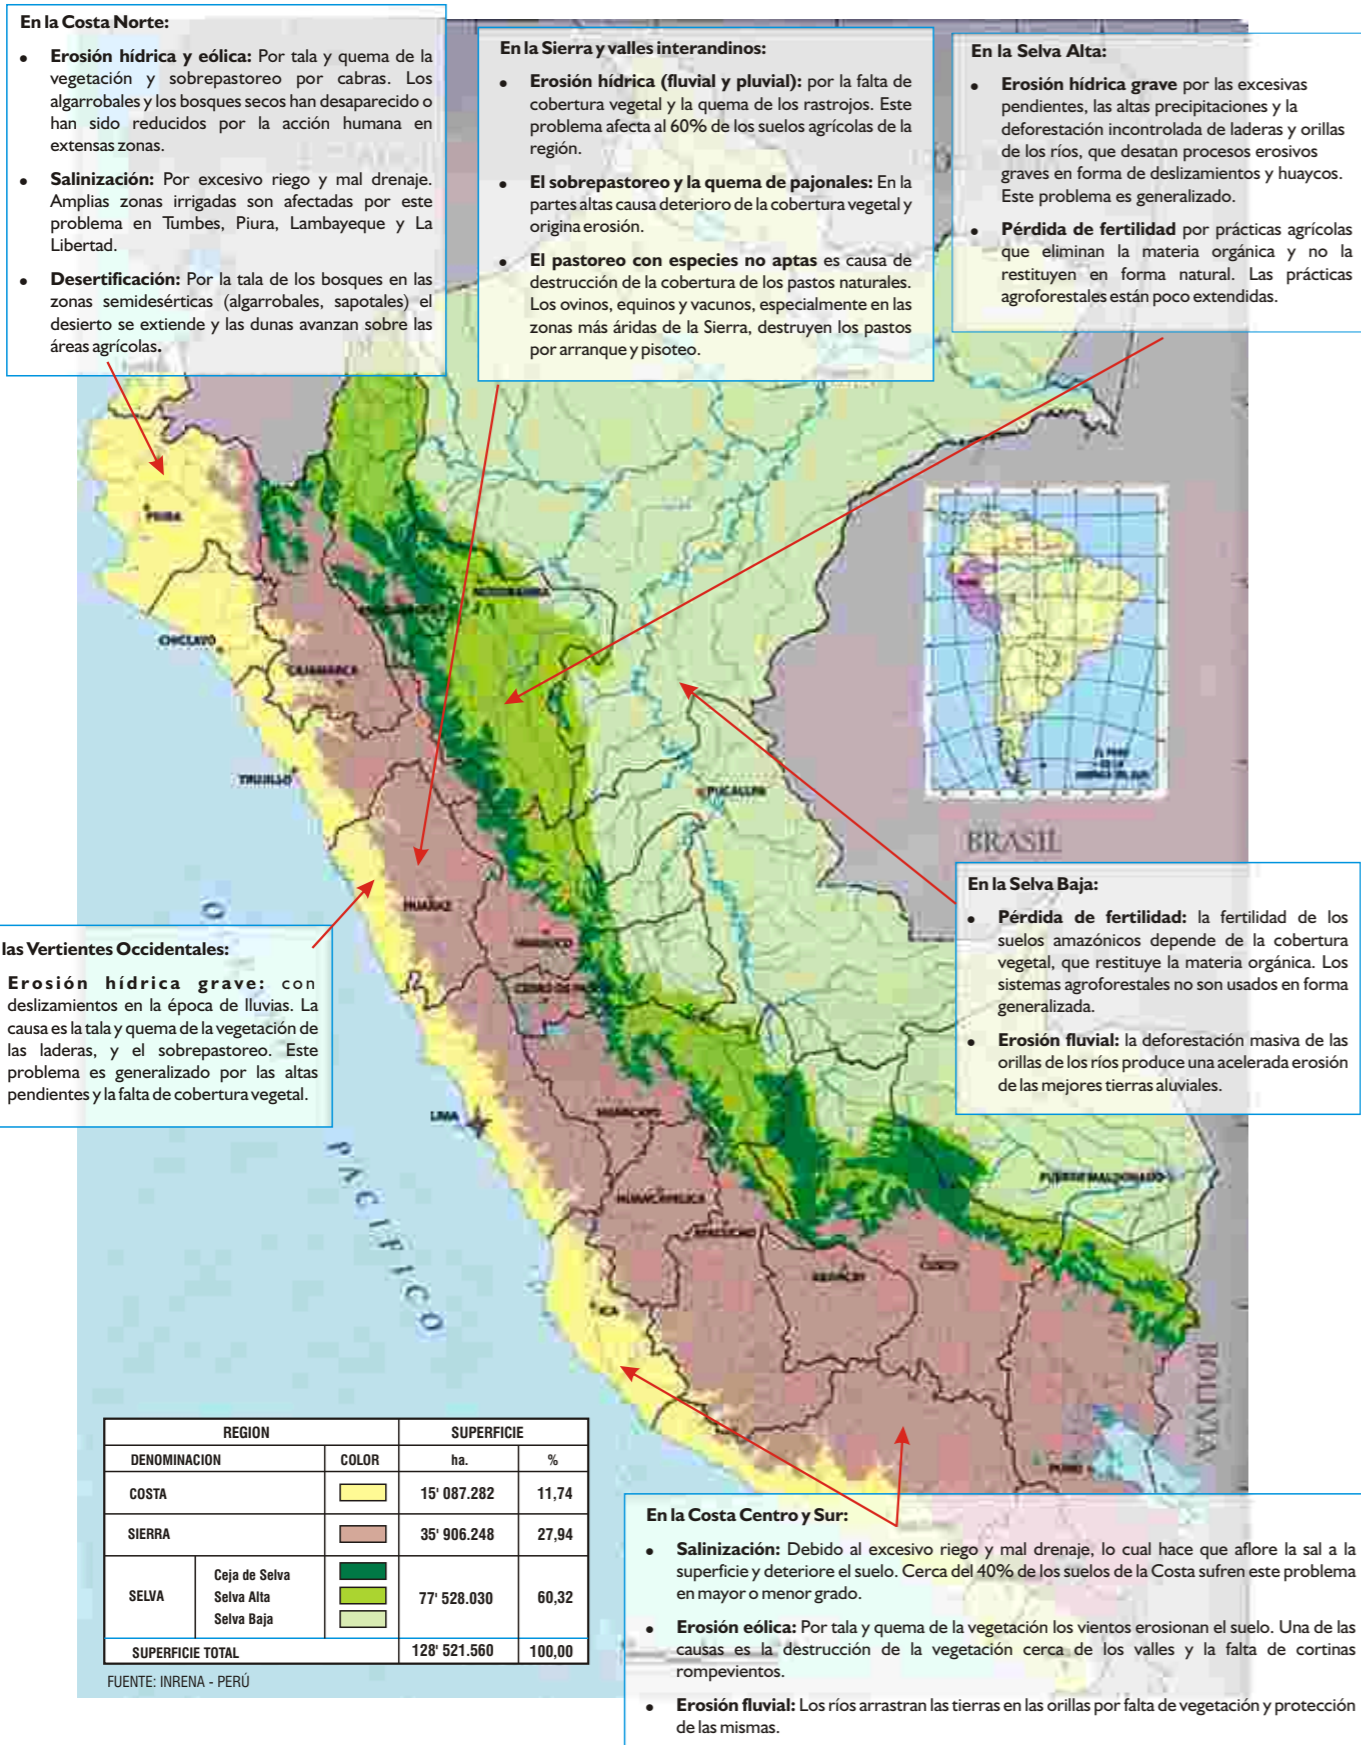 En la Costa Norte:
• Erosión hídrica y eólica: Por tala y quema de la
vegetación y sobrepastoreo por cabras. Los
algarrobales y los bosques secos han desaparecido o
han sido reducidos por la acción humana en
extensas zonas.
• Salinización: Por excesivo riego y mal drenaje.
Amplias zonas irrigadas son afectadas por este
problema en Tumbes, Piura, Lambayeque y La
Libertad.
• Desertificación: Por la tala de los bosques en las
zonas semidesérticas (algarrobales, sapotales) el
desierto se extiende y las dunas avanzan sobre las
áreas agrícolas.
En la Sierra y valles interandinos:
• Erosión hídrica (fluvial y pluvial): por la falta de
cobertura vegetal y la quema de los rastrojos. Este
problema afecta al 60% de los suelos agrícolas de la
región.
• El sobrepastoreo y la quema de pajonales: En la
partes altas causa deterioro de la cobertura vegetal y
origina erosión.
• El pastoreo con especies no aptas es causa de
destrucción de la cobertura de los pastos naturales.
Los ovinos, equinos y vacunos, especialmente en las
zonas más áridas de la Sierra, destruyen los pastos
por arranque y pisoteo.
En la Selva Alta:
• Erosión hídrica grave por las excesivas
pendientes, las altas precipitaciones y la
deforestación incontrolada de laderas y orillas
de los ríos, que desatan procesos erosivos
graves en forma de deslizamientos y huaycos.
Este problema es generalizado.
• Pérdida de fertilidad por prácticas agrícolas
que eliminan la materia orgánica y no la
restituyen en forma natural. Las prácticas
agroforestales están poco extendidas.
PIURA
CHICLAYO
CAJAMARCA
MOYOBAMBA
TRUJILLO
PUCALLPA
HUARAZ
HUANUCO
BRASIL
PERU
EL PERU
las Vertientes Occidentales:
Erosión hídrica grave: con
deslizamientos en la época de lluvias. La
causa es la tala y quema de la vegetación de
las laderas, y el sobrepastoreo. Este
problema es generalizado por las altas
pendientes y la falta de cobertura vegetal.
En la Selva Baja:
• Pérdida de fertilidad: la fertilidad de los
suelos amazónicos depende de la cobertura
vegetal, que restituye la materia orgánica. Los
sistemas agroforestales no son usados en forma
generalizada.
• Erosión fluvial: la deforestación masiva de las
orillas de los ríos produce una acelerada erosión
de las mejores tierras aluviales.
LIMA
HUANCAYO
HUANCAVELICA
AYACUCHO
ABANCAY
CUSCO
PUERTO MALDONADO
ICA
PUNO
PACIFICO
BOLIVIA
REGION SUPERFICIE
DENOMINACION COLOR ha. %
COSTA 15' 087.282 11,74
SIERRA 35' 906.248 27,94
SELVA Ceja de Selva Selva Alta Selva Baja 77' 528.030 60,32
SUPERFICIE TOTAL 128' 521.560 100,00
FUENTE: INRENA - PERÚ
En la Costa Centro y Sur:
• Salinización: Debido al excesivo riego y mal drenaje, lo cual hace que aflore la sal a la
superficie y deteriore el suelo. Cerca del 40% de los suelos de la Costa sufren este problema
en mayor o menor grado.
• Erosión eólica: Por tala y quema de la vegetación los vientos erosionan el suelo. Una de las
causas es la destrucción de la vegetación cerca de los valles y la falta de cortinas
rompevientos.
• Erosión fluvial: Los ríos arrastran las tierras en las orillas por falta de vegetación y protección
de las mismas.